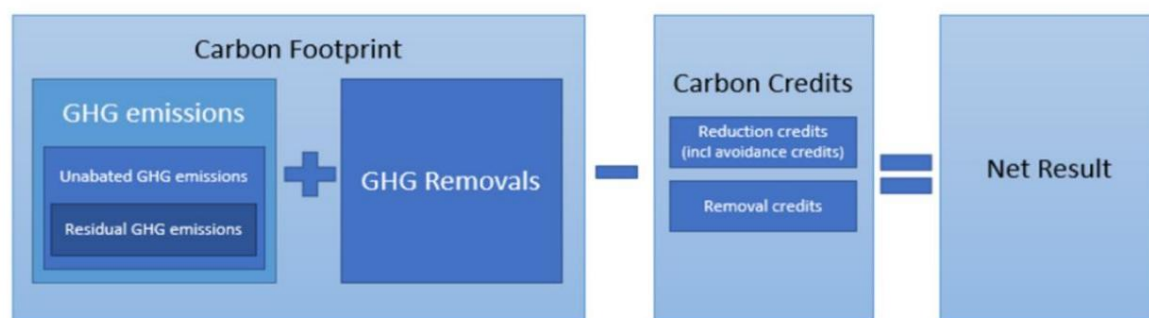 Carbon Footprint
GHG emissions
Unabated GHG emissions
Residual GHG emissions
GHG Removals
Carbon Credits
Reduction credits
(incl avoidance credits)
Removal credits
Net Result